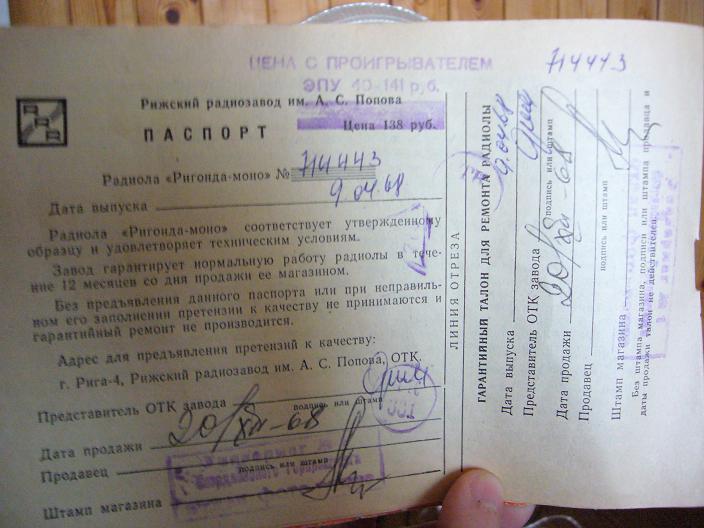 ЦЕНА С ПРОИГРЫВАТЕЛЕМ
ЭПУ 40-141 руб.
Рижский радиозавод им. А. С. Попова
ПАСПОРТ
Цена 138 руб.
Радиола «Ригонда-моно» № 714443
Дата выпуска 9.04.68
Радиола «Ригонда-моно» соответствует утвержденному
образцу и удовлетворяет техническим условиям.
Завод гарантирует нормальную работу радиолы в тече-
ние 12 месяцев со дня продажи ее магазином.
Без предъявления данного паспорта или при неправиль-
ном его заполнении претензии к качеству не принимаются и
гарантийный ремонт не производится.
Адрес для предъявления претензий к качеству:
г. Рига-4, Рижский радиозавод им. А. С. Попова, ОТК.
Представитель ОТК завода
подпись или штамп
Дата продажи 20/XII-68
Продавец
подпись или штамп
Штамп магазина
ЛИНИЯ ОТРЕЗА
714443
ГАРАНТИЙНЫЙ ТАЛОН ДЛЯ РЕМОНТА РАДИОЛЫ
Дата выпуска 9.04.68
Представитель ОТК завода
подпись или штамп
Дата продажи 20/XII-68
Продавец
подпись или штамп
Штамп магазина
Без штампа магазина, подписи или штампа продавца и
даты продажи талон не действителен.